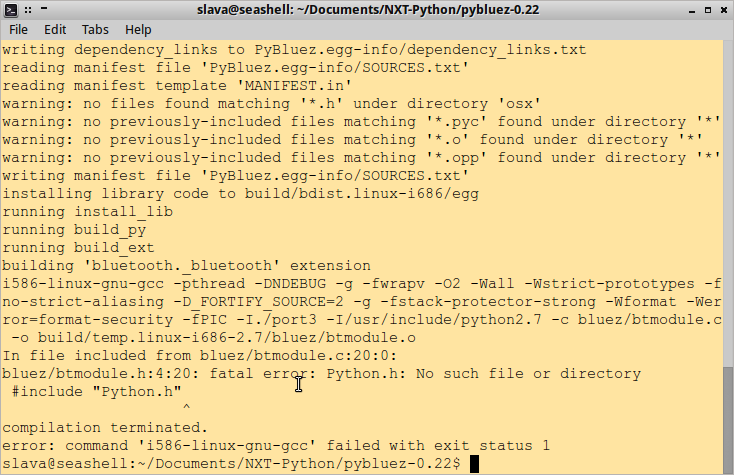 slava@seashell: ~/Documents/NXT-Python/pybluez-0.22
File Edit Tabs Help
writing dependency_links to PyBluez.egg-info/dependency_links.txt
reading manifest file 'PyBluez.egg-info/SOURCES.txt'
reading manifest template 'MANIFEST.in'
warning: no files found matching '*.h' under directory 'osx'
warning: no previously-included files matching '*.pyc' found under directory '*'
warning: no previously-included files matching '*.o' found under directory '*'
warning: no previously-included files matching '*.opp' found under directory '*'
writing manifest file 'PyBluez.egg-info/SOURCES.txt'
installing library code to build/bdist.linux-i686/egg
running install_lib
running build_py
running build_ext
building 'bluetooth._bluetooth' extension
i586-linux-gnu-gcc -pthread -DNDEBUG -g -fwrapv -O2 -Wall -Wstrict-prototypes -f
no-strict-aliasing -D_FORTIFY_SOURCE=2 -g -fstack-protector-strong -Wformat -Wer
ror=format-security -fPIC -I./port3 -I/usr/include/python2.7 -c bluez/btmodule.c
-o build/temp.linux-i686-2.7/bluez/btmodule.o
In file included from bluez/btmodule.c:20:0:
bluez/btmodule.h:4:20: fatal error: Python.h: No such file or directory
#include "Python.h"
^
compilation terminated.
error: command 'i586-linux-gnu-gcc' failed with exit status 1
slava@seashell:~/Documents/NXT-Python/pybluez-0.22$